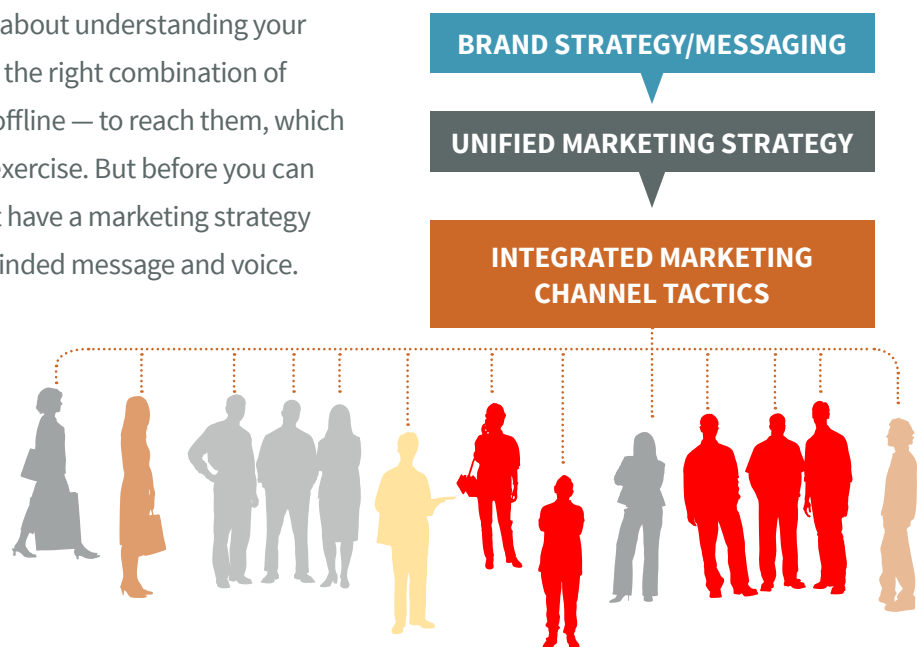 about understanding your
the right combination of
offline — to reach them, which
exercise. But before you can
have a marketing strategy
message and voice.
BRAND STRATEGY/MESSAGING
UNIFIED MARKETING STRATEGY
INTEGRATED MARKETING
CHANNEL TACTICS